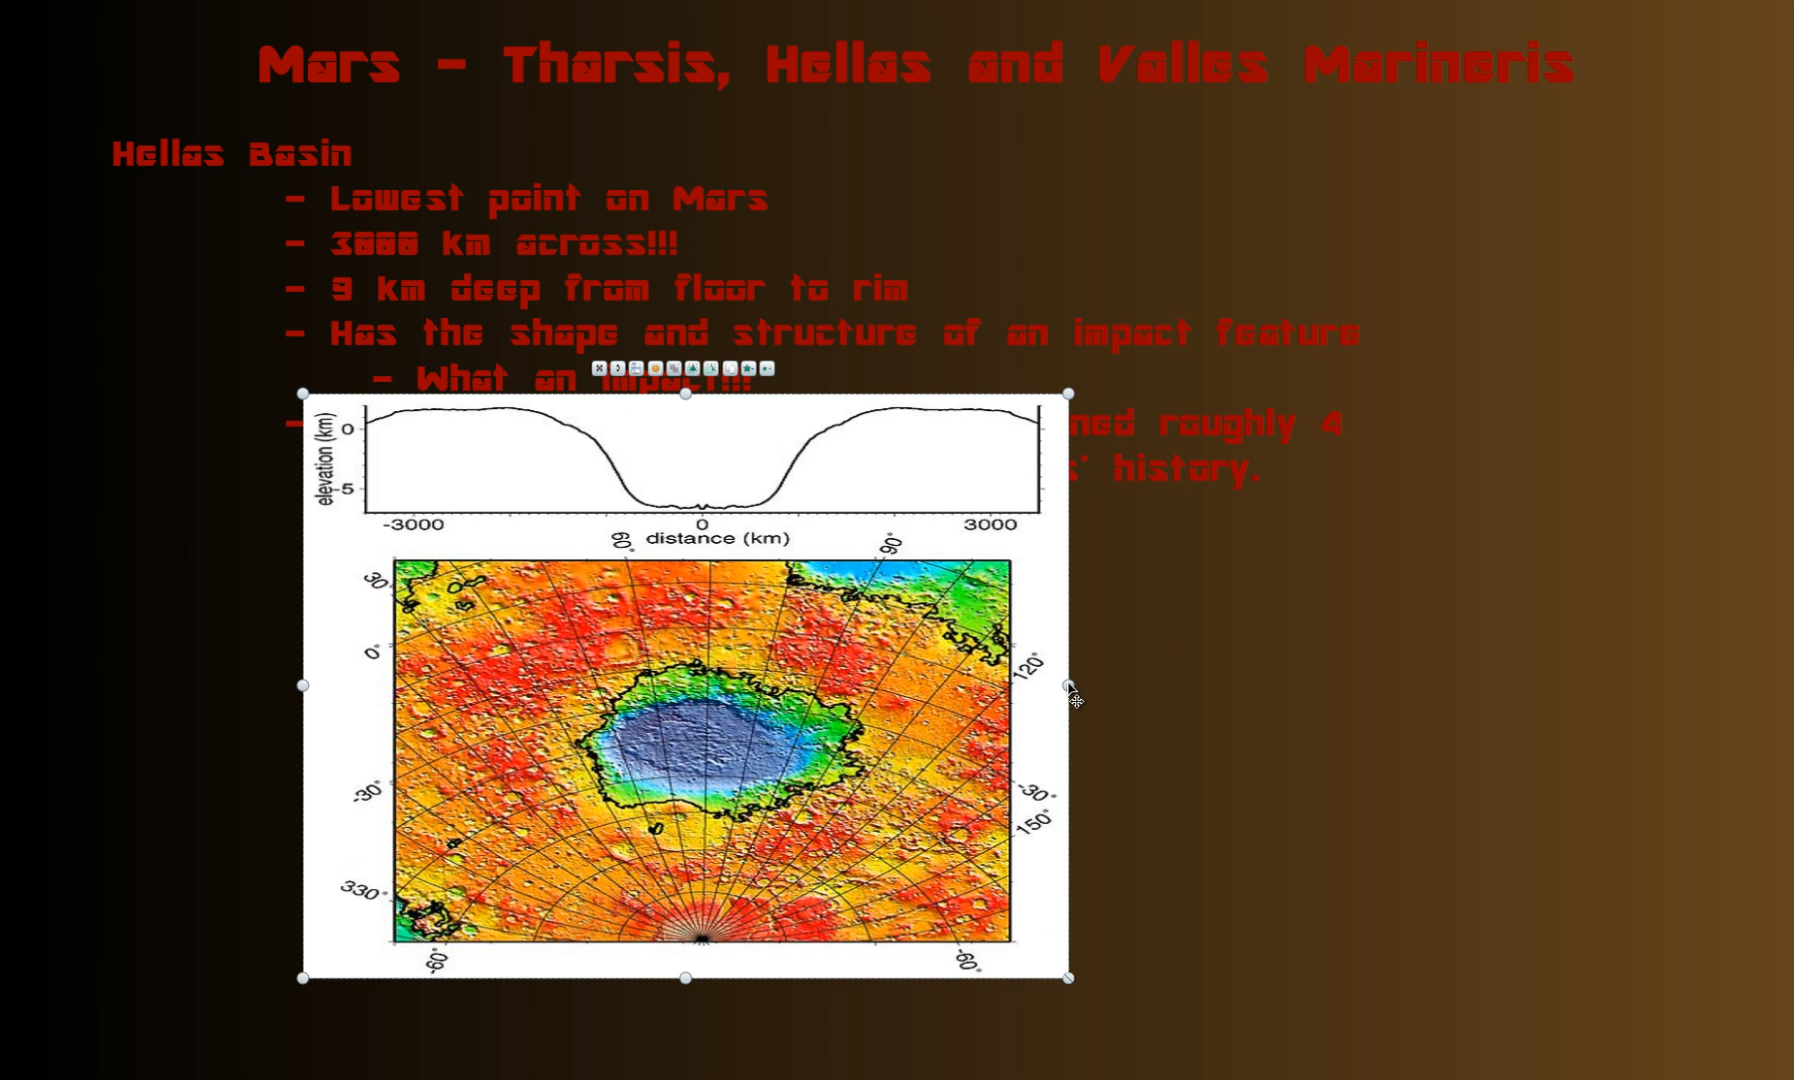 Mars - Tharsis, Hellas and Valles Marineris
Hellas Basin
- Lowest point on Mars
- 3000 km across!!!
- 9 km deep from floor to rim
- Has the shape and structure of an impact feature
- What an impact!!!
- roughly 4
history.
elevation (km)
0
-5
-3000 0 3000
distance (km)
60° 90°
30
0°
120°
-30°
-30°
150°
330°
-60° -60°